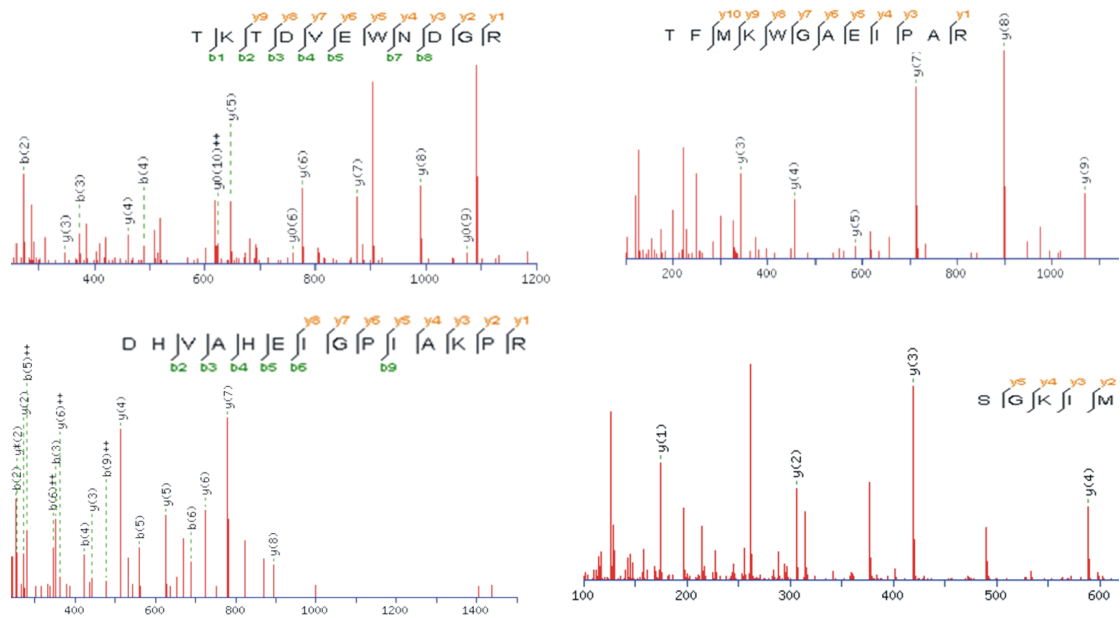 y9 y8 y7 y6 y5 y4 y3 y2 y1
T K T D V E W N D G R
b1 b2 b3 b4 b5 b7 b8
b(2) y(3) b(3) y(4) b(4) y0(10)++ y(5) y0(6) y(6) y(7) y(8) y0(9)
400 600 800 1000 1200
y10 y9 y8 y7 y6 y5 y4 y3 y1
T F M K W G A E I P A R
y(3) y(4) y(5) y(7) y(8) y(9)
200 400 600 800 1000
y8 y7 y6 y5 y4 y3 y2 y1
D H V A H E I G P I A K P R
b2 b3 b4 b5 b6 b9
b(2) y*(2) y(2) b(5)++ b(6)++ b(3) y(6)++ b(4) y(3) b(9)++ y(4) b(5) y(5) b(6) y(6) y(7) y(8)
400 600 800 1000 1200 1400
y5 y4 y3 y2
S G K I M
y(1) y(2) y(3) y(4)
100 200 300 400 500 600